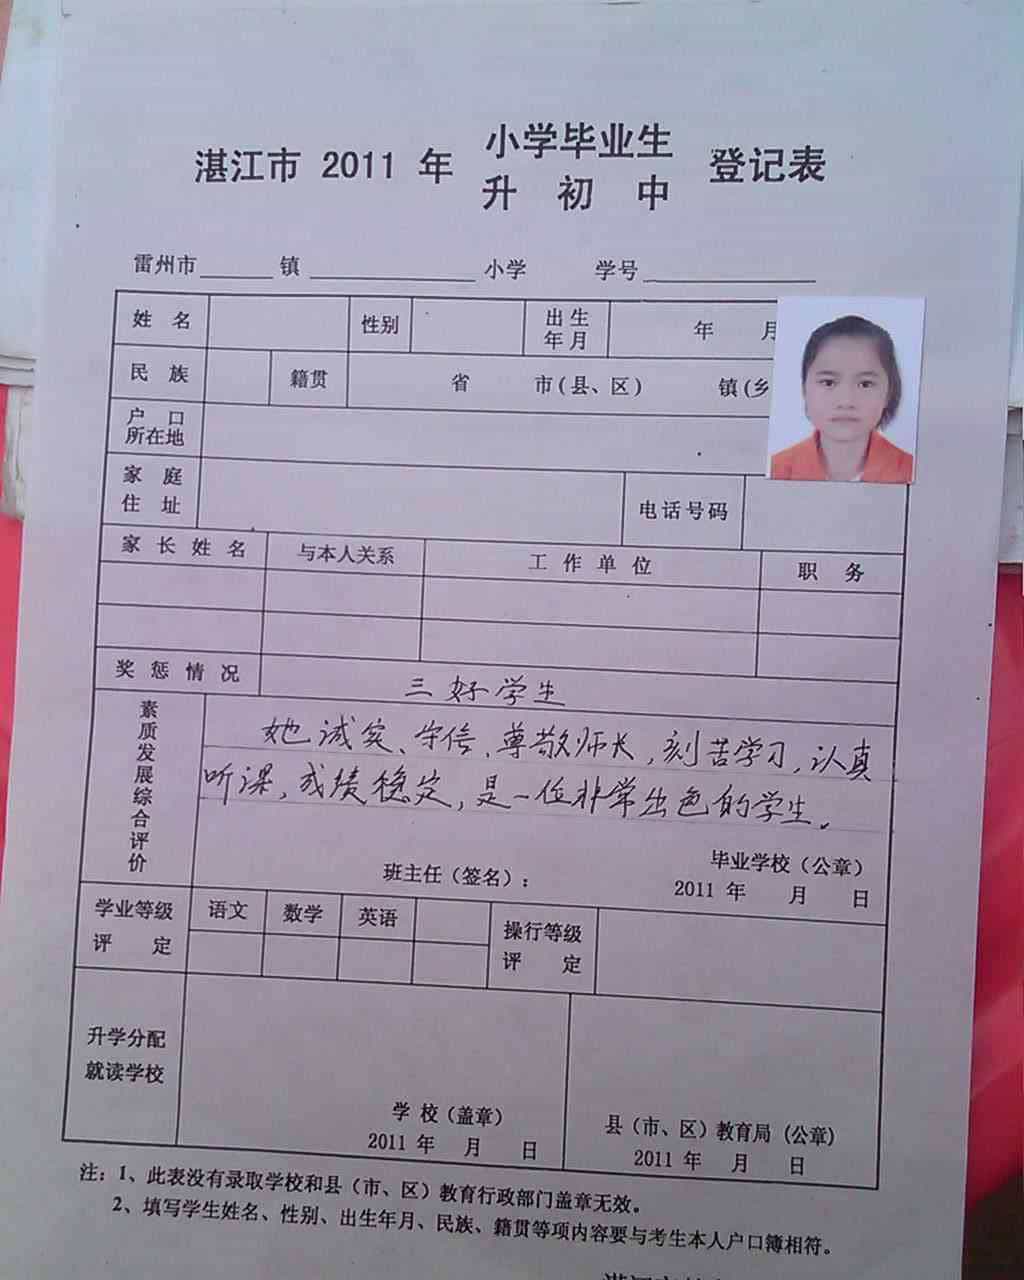 湛江市 2011 年 小学毕业生 登记表
升 初 中
雷州市______镇______________小学 学号______________
姓 名 性别 出生年月 年 月
民 族 籍贯 省 市(县、区) 镇(乡
户 口
所在地
家 庭
住 址 电话号码
家长姓名 与本人关系 工作单位 职 务
奖惩情况 三好学生
素质发展综合评价
她诚实、守信、尊敬师长,刻苦学习,认真
听课,成绩稳定,是一位非常出色的学生。
毕业学校(公章)
班主任(签名): 2011 年 月 日
学业等级 语文 数学 英语 操行等级
评 定 评 定
升学分配
就读学校
学 校(盖章) 县(市、区)教育局(公章)
2011 年 月 日 2011 年 月 日
注:1、此表没有录取学校和县(市、区)教育行政部门盖章无效。
2、填写学生姓名、性别、出生年月、民族、籍贯等项内容要与考生本人户口簿相符。